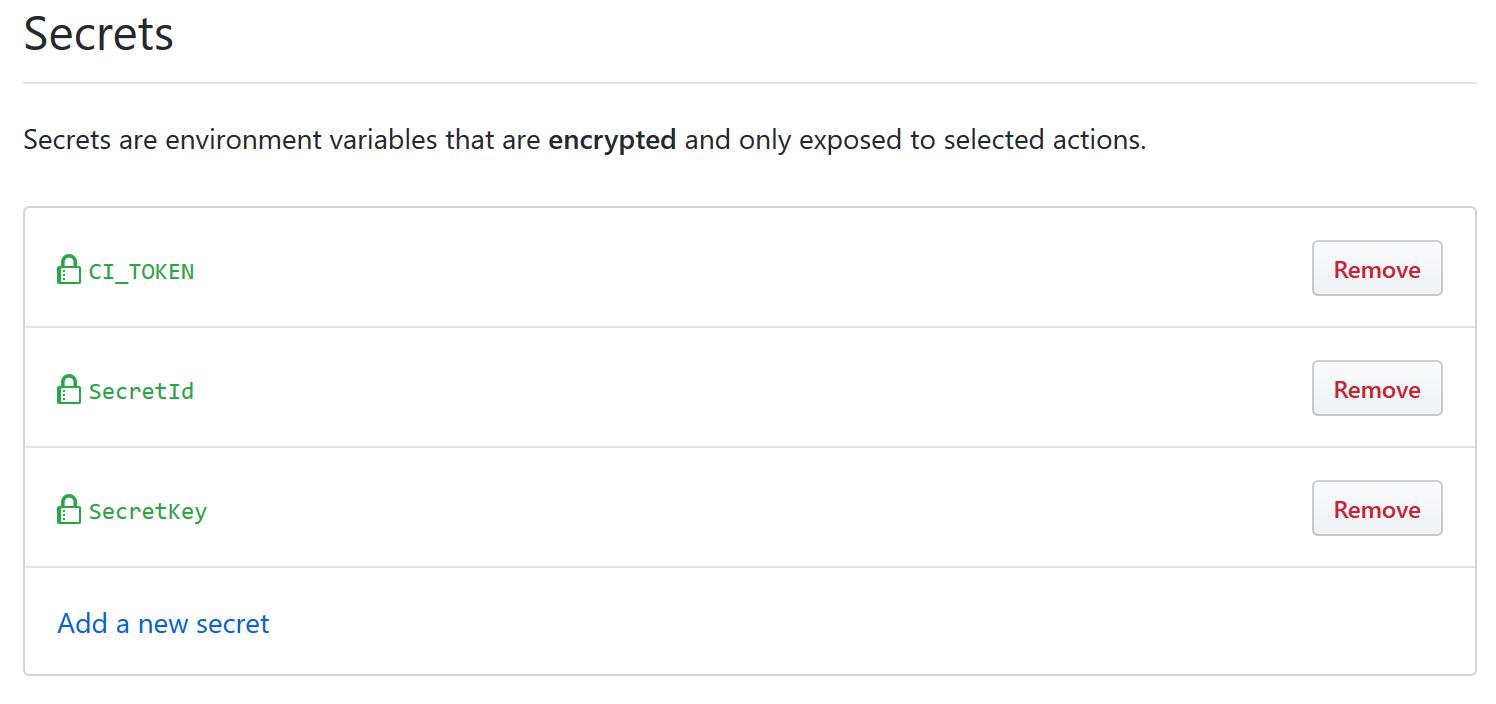 Secrets
Secrets are environment variables that are encrypted and only exposed to selected actions.
CI_TOKEN Remove
SecretId Remove
SecretKey Remove
Add a new secret